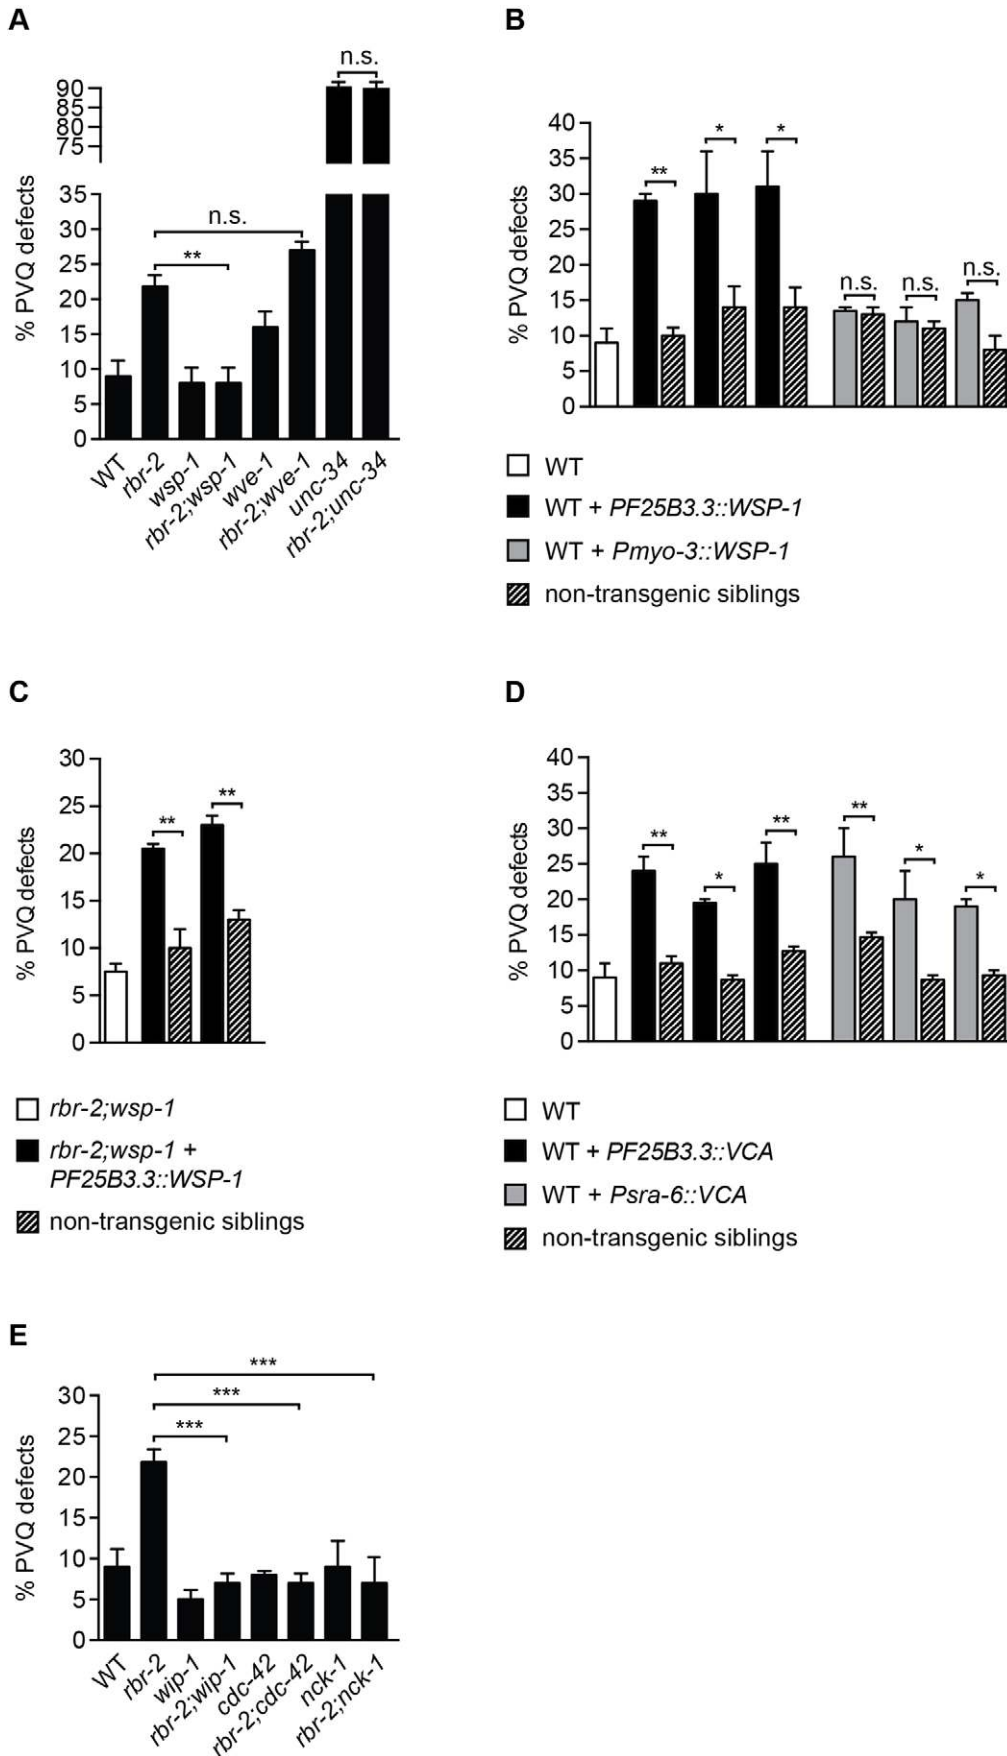 A
n.s.
90
85
80
75
35
30
25
20
15
10
5
0
% PVQ defects
n.s.
**
WT
rbr-2
wsp-1
rbr-2;wsp-1
wve-1
rbr-2;wve-1
unc-34
rbr-2;unc-34
B
40
35
30
25
20
15
10
5
0
% PVQ defects
**
*
*
n.s.
n.s.
n.s.
WT
WT + PF25B3.3::WSP-1
WT + Pmyo-3::WSP-1
non-transgenic siblings
C
30
25
20
15
10
5
0
% PVQ defects
**
**
rbr-2;wsp-1
rbr-2;wsp-1 +
PF25B3.3::WSP-1
non-transgenic siblings
D
40
35
30
25
20
15
10
5
0
% PVQ defects
**
*
**
**
*
*
WT
WT + PF25B3.3::VCA
WT + Psra-6::VCA
non-transgenic siblings
E
30
25
20
15
10
5
0
% PVQ defects
***
***
***
WT
rbr-2
wip-1
rbr-2;wip-1
cdc-42
rbr-2;cdc-42
nck-1
rbr-2;nck-1